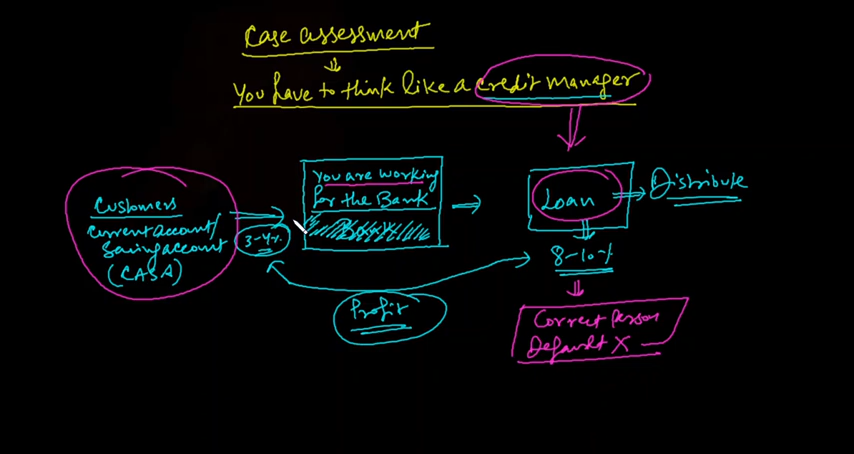 Case assessment
You have to think like a credit manager
You are working
for the Bank
Customers
Current account/
Saving account
(CASA)
3-4%
Loan
Distribute
8-10%
Profit
Correct person
Default X